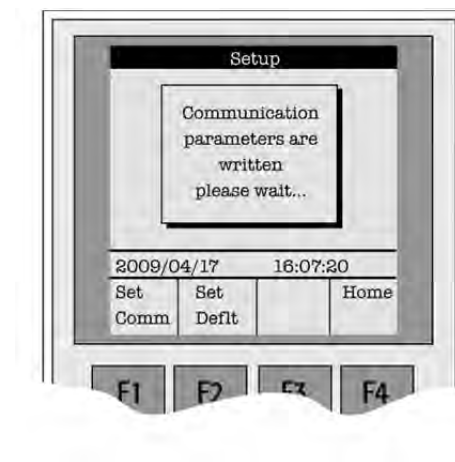 Setup
Communication
parameters are
written
please wait...
2009/04/17 16:07:20
Set Set Home
Comm Deflt
F1 F2 F3 F4